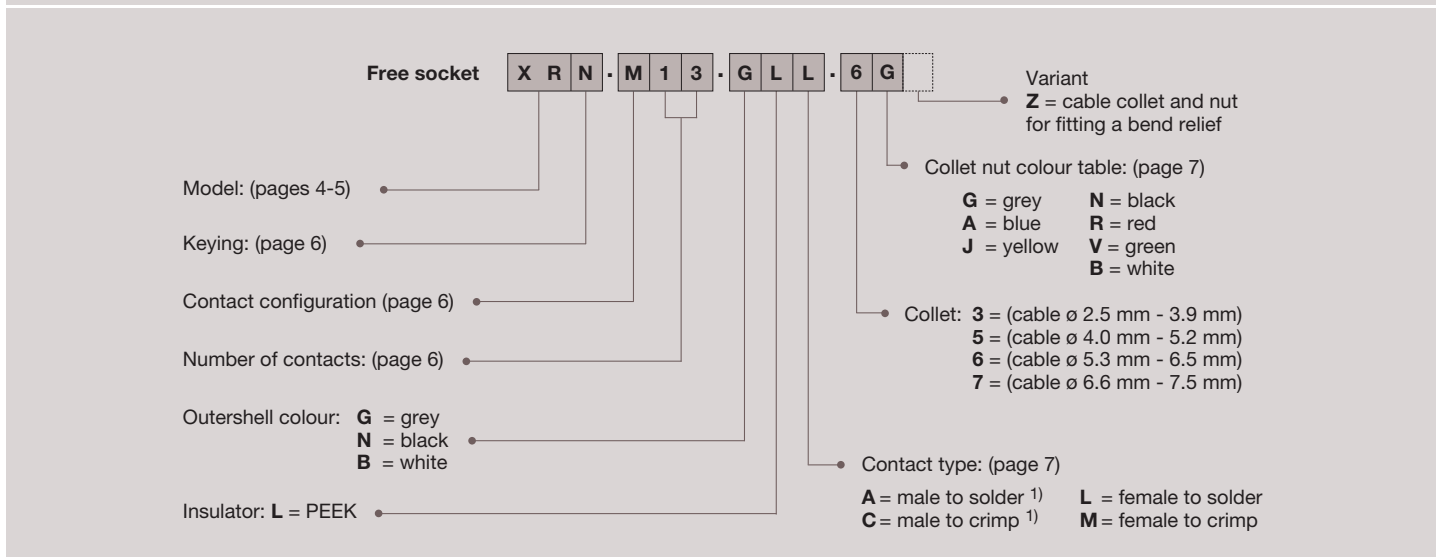 Free socket X R N . M 1 3 . G L L . 6 G
Variant
Z = cable collet and nut
for fitting a bend relief
Collet nut colour table: (page 7)
G = grey N = black
A = blue R = red
J = yellow V = green
B = white
Model: (pages 4-5)
Keying: (page 6)
Contact configuration (page 6)
Collet: 3 = (cable ø 2.5 mm - 3.9 mm)
5 = (cable ø 4.0 mm - 5.2 mm)
6 = (cable ø 5.3 mm - 6.5 mm)
7 = (cable ø 6.6 mm - 7.5 mm)
Number of contacts: (page 6)
Outershell colour: G = grey
N = black
B = white
Contact type: (page 7)
A = male to solder 1) L = female to solder
C = male to crimp 1) M = female to crimp
Insulator: L = PEEK